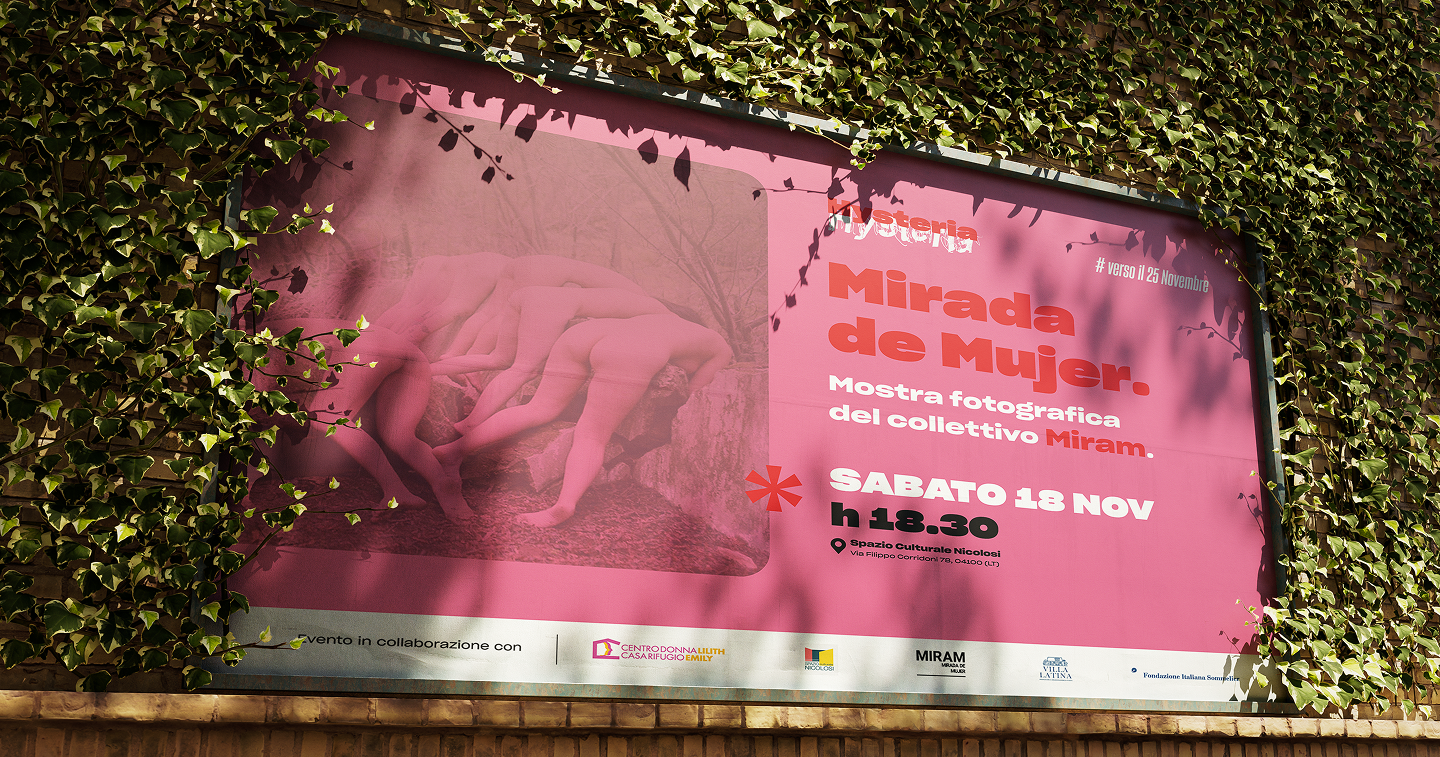 Hysteria
Hysteria
# verso il 25 Novembre
Mirada
de Mujer.
Mostra fotografica
del collettivo Miram.
SABATO 18 NOV
h 18.30
Spazio Culturale Nicolosi
Via Filippo Corridoni 78, 04100 (LT)
Evento in collaborazione con
CENTRO DONNA LILITH
CASA RIFUGIO EMILY
NICOLOSI
MIRAM
MIRADA DE
MUJER
VILLA
LATINA
Fondazione Italiana Sommelier